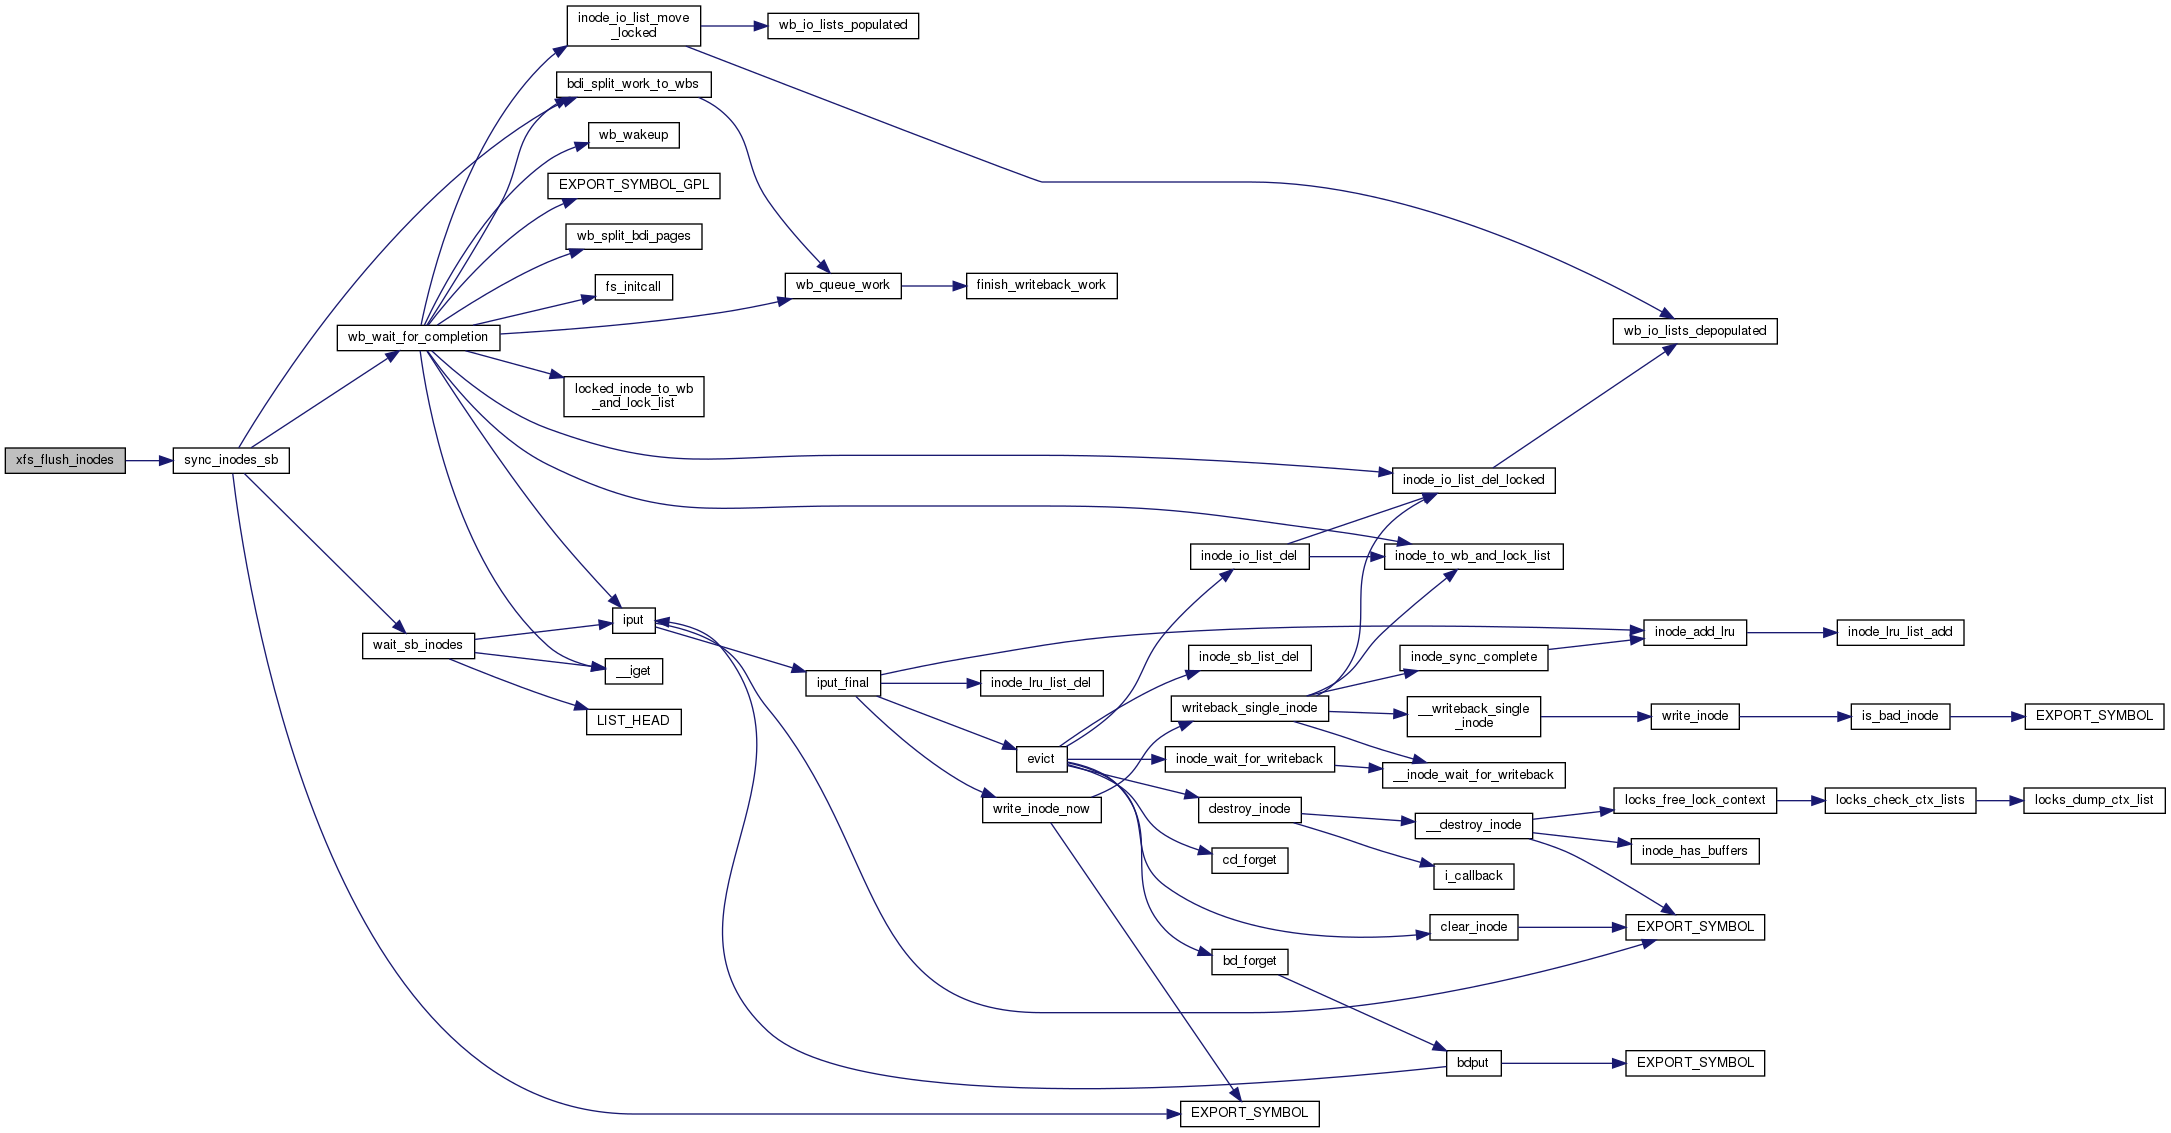 inode_io_list_move
_locked
wb_io_lists_populated
bdi_split_work_to_wbs
wb_wakeup
EXPORT_SYMBOL_GPL
wb_split_bdi_pages
fs_initcall
wb_queue_work
finish_writeback_work
wb_io_lists_depopulated
wb_wait_for_completion
locked_inode_to_wb
_and_lock_list
xfs_flush_inodes
sync_inodes_sb
inode_io_list_del_locked
inode_io_list_del
inode_to_wb_and_lock_list
iput
wait_sb_inodes
__iget
LIST_HEAD
iput_final
inode_lru_list_del
inode_sb_list_del
inode_add_lru
inode_lru_list_add
inode_sync_complete
writeback_single_inode
__writeback_single
_inode
write_inode
is_bad_inode
EXPORT_SYMBOL
evict
inode_wait_for_writeback
__inode_wait_for_writeback
write_inode_now
destroy_inode
__destroy_inode
locks_free_lock_context
locks_check_ctx_lists
locks_dump_ctx_list
inode_has_buffers
cd_forget
i_callback
clear_inode
EXPORT_SYMBOL
bd_forget
bdput
EXPORT_SYMBOL
EXPORT_SYMBOL